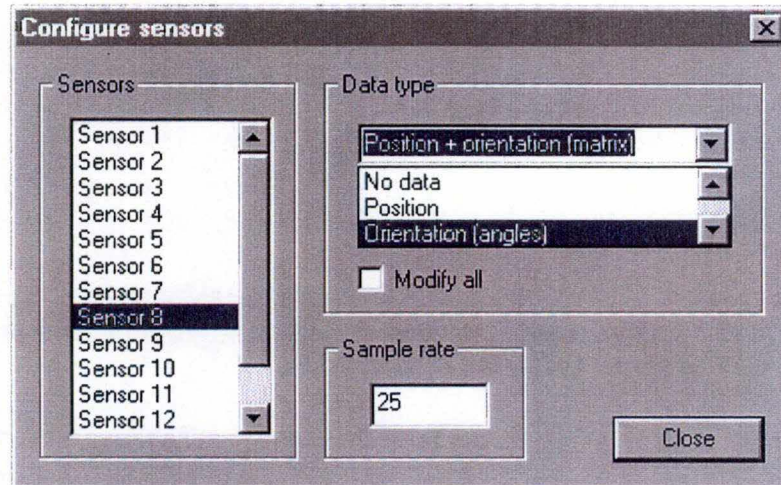 Configure sensors
Sensors
Sensor 1
Sensor 2
Sensor 3
Sensor 4
Sensor 5
Sensor 6
Sensor 7
Sensor 8
Sensor 9
Sensor 10
Sensor 11
Sensor 12
Data type
Position + orientation (matrix)
No data
Position
Orientation (angles)
Modify all
Sample rate
25
Close